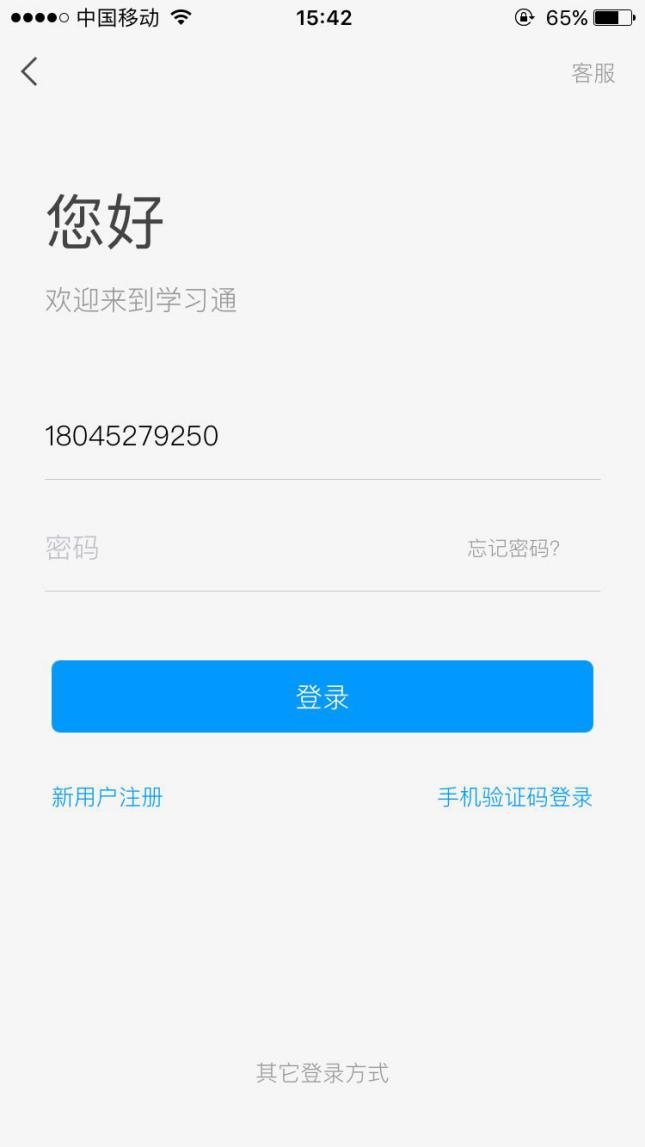 中国移动 15:42 65%
客服
您好
欢迎来到学习通
18045279250
密码 忘记密码?
登录
新用户注册 手机验证码登录
其它登录方式